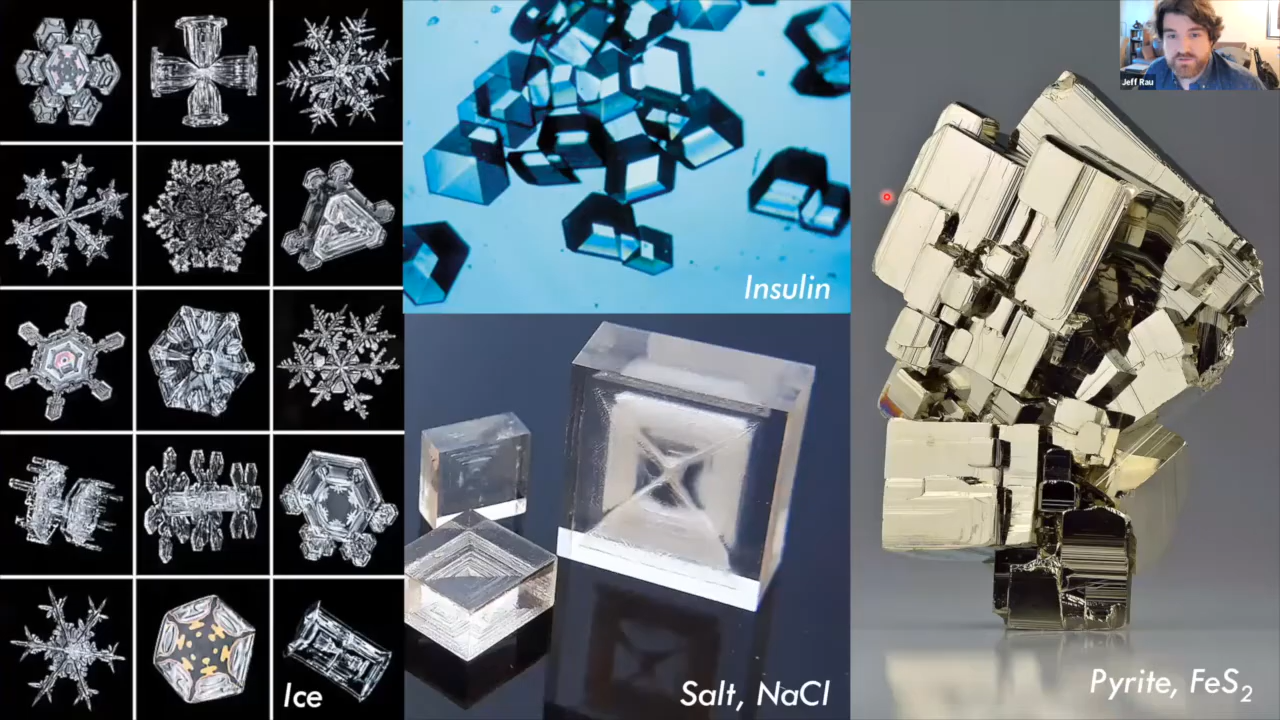 Jeff Rau
Insulin
Ice
Salt, NaCl
Pyrite, FeS₂